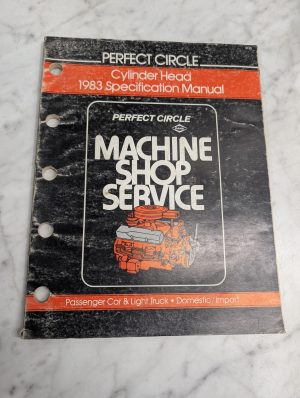 PERFECT CIRCLE
Cylinder Head
1983 Specification Manual
PERFECT CIRCLE
MACHINE
SHOP
SERVICE
Passenger Car & Light Truck • Domestic/Import